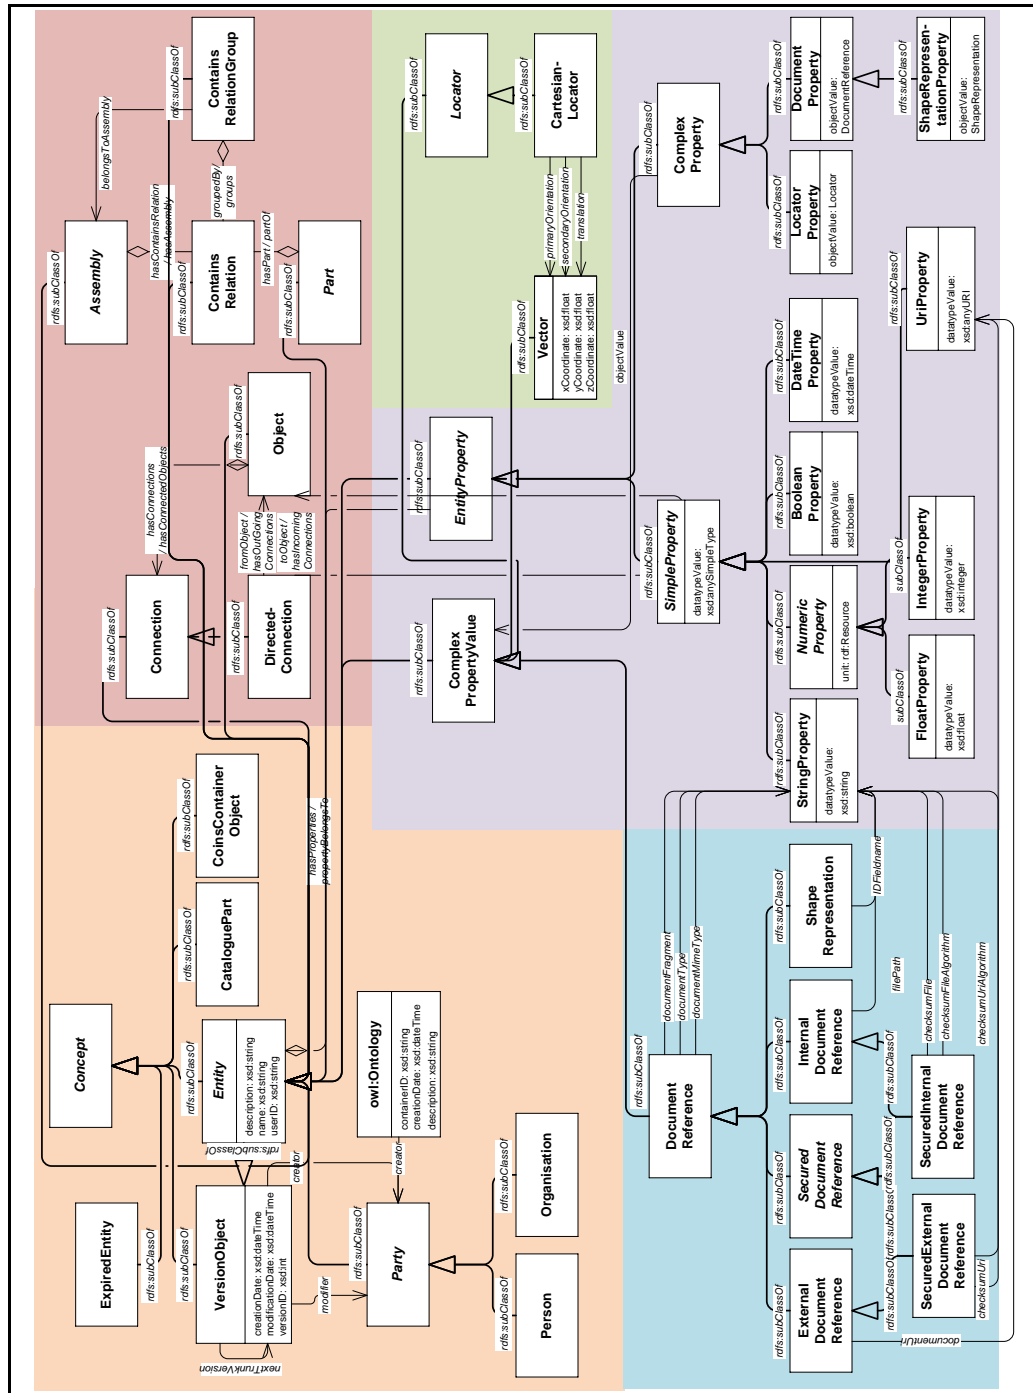 Concept
rdfs:subClassOf
rdfs:subClassOf
rdfs:subClassOf
rdfs:subClassOf
rdfs:subClassOf
ExpiredEntity
VersionObject
creationDate: xsd:dateTime
modificationDate: xsd:dateTime
versionID: xsd:int
nextTrunkVersion
rdfs:subClassOf
Entity
description: xsd:string
name: xsd:string
userID: xsd:string
CataloguePart
CoinsContainer
Object
creator
creator
modifier
owl:Ontology
containerID: xsd:string
creationDate: xsd:dateTime
description: xsd:string
hasProperties /
propertyBelongsTo
rdfs:subClassOf
Party
rdfs:subClassOf
rdfs:subClassOf
Person
Organisation
rdfs:subClassOf
Connection
hasConnections
/ hasConnectedObjects
rdfs:subClassOf
Directed-
Connection
fromObject /
hasOutGoing
Connections
toObject /
hasIncoming
Connections
rdfs:subClassOf
Object
rdfs:subClassOf
Assembly
belongsToAssembly
rdfs:subClassOf
Contains
RelationGroup
hasContainsRelation
/ hasAssembly
groupedBy/
groups
rdfs:subClassOf
Contains
Relation
hasPart / partOf
rdfs:subClassOf
Part
rdfs:subClassOf
Locator
rdfs:subClassOf
Cartesian-
Locator
primaryOrientation
secondaryOrientation
translation
rdfs:subClassOf
Vector
xCoordinate: xsd:float
yCoordinate: xsd:float
zCoordinate: xsd:float
rdfs:subClassOf
Complex
PropertyValue
rdfs:subClassOf
EntityProperty
objectValue
rdfs:subClassOf
SimpleProperty
datatypeValue:
xsd:anySimpleType
rdfs:subClassOf
Complex
Property
rdfs:subClassOf
StringProperty
datatypeValue:
xsd:string
rdfs:subClassOf
Numeric
Property
unit: rdf:Resource
rdfs:subClassOf
Boolean
Property
datatypeValue:
xsd:boolean
rdfs:subClassOf
DateTime
Property
datatypeValue:
xsd:dateTime
rdfs:subClassOf
Locator
Property
objectValue: Locator
rdfs:subClassOf
Document
Property
objectValue:
DocumentReference
subClassOf
FloatProperty
datatypeValue:
xsd:float
subClassOf
IntegerProperty
datatypeValue:
xsd:integer
rdfs:subClassOf
UriProperty
datatypeValue:
xsd:anyURI
rdfs:subClassOf
ShapeRepresen-
tationProperty
objectValue:
ShapeRepresentation
rdfs:subClassOf
Document
Reference
documentFragment
documentType
documentMimeType
rdfs:subClassOf
External
Document
Reference
rdfs:subClassOf
Secured
Document
Reference
rdfs:subClassOf
Internal
Document
Reference
rdfs:subClassOf
Shape
Representation
IDFieldname
filePath
documentUri
rdfs:subClassOf
rdfs:subClassOf
SecuredExternal
Document
Reference
rdfs:subClassOf
rdfs:subClassOf
SecuredInternal
Document
Reference
checksumFile
checksumFileAlgorithm
checksumUri
checksumUriAlgorithm